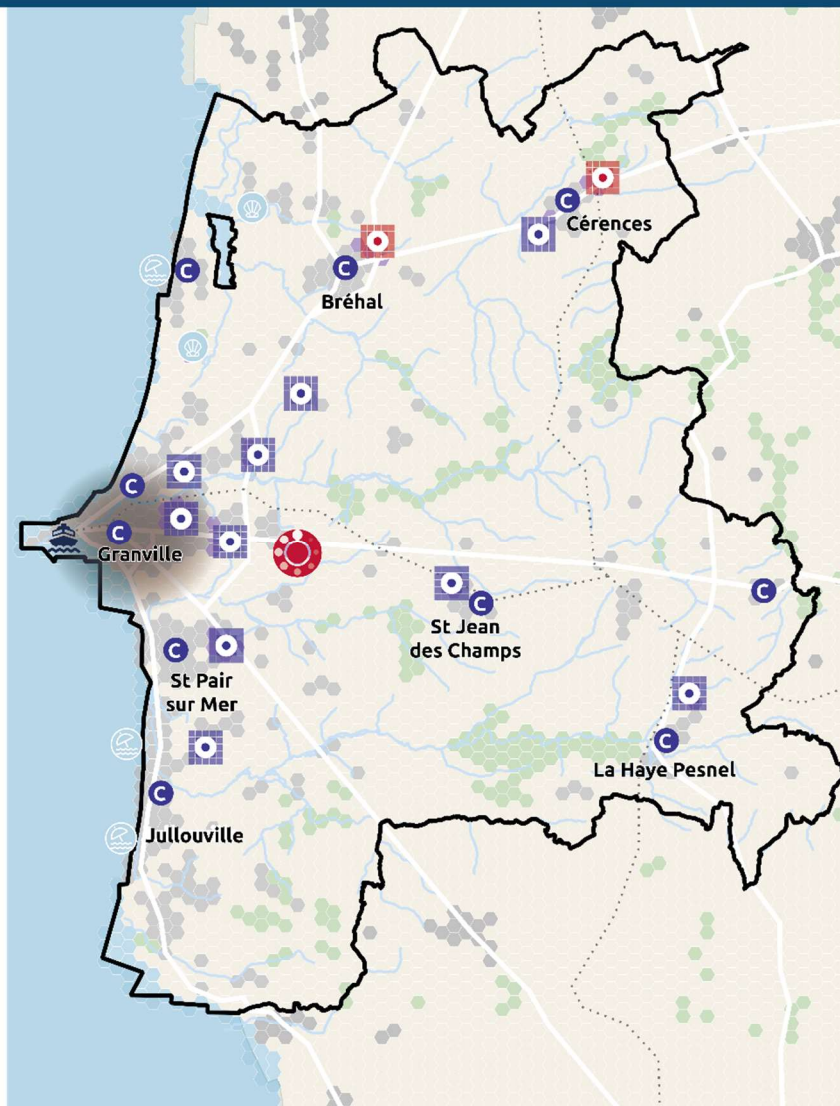 C
Cérences
C
C
Bréhal
C
C
Granville
C
C
St Jean
des Champs
C
St Pair
sur Mer
C
La Haye Pesnel
C
Jullouville